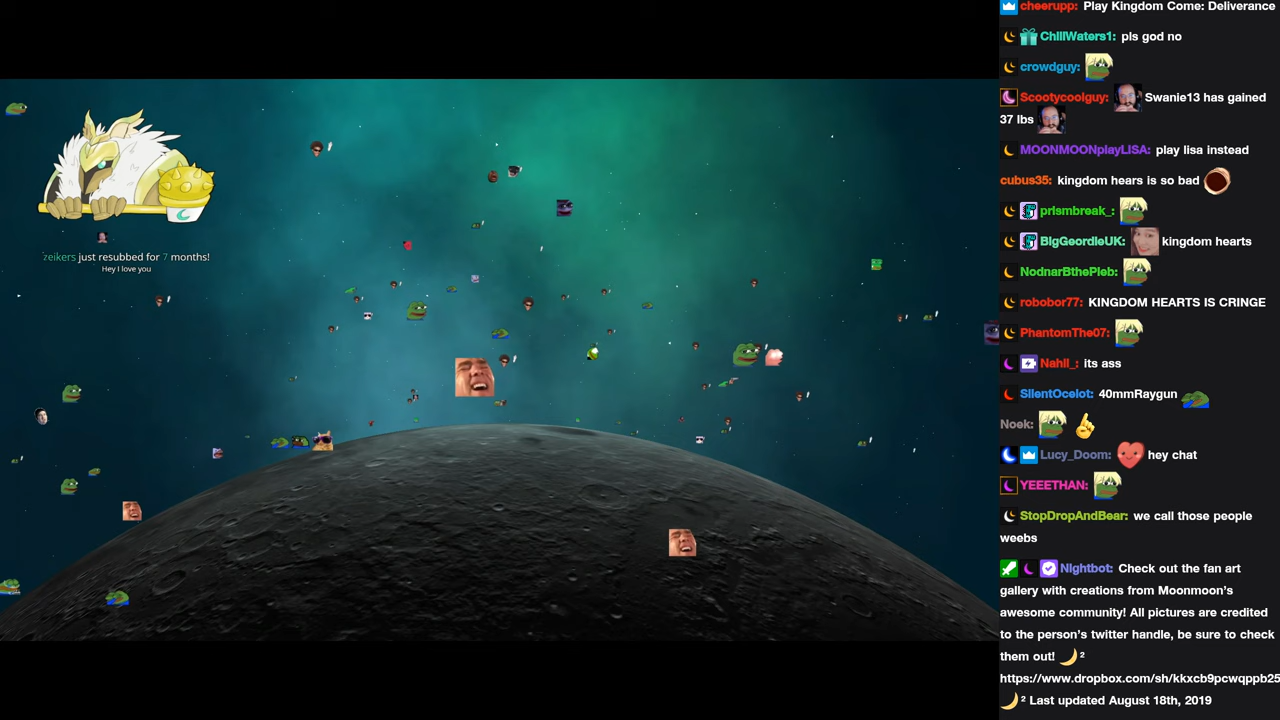 zeikers just resubbed for 7 months!
Hey I love you
cheerupp: Play Kingdom Come: Deliverance
ChillWaters1: pls god no
crowdguy:
Scootycoolguy: Swanie13 has gained
37 lbs
MOONMOONplayLISA: play lisa instead
cubus35: kingdom hears is so bad
prismbreak_:
BigGeordieUK: kingdom hearts
NodnarBthePleb:
robobor77: KINGDOM HEARTS IS CRINGE
PhantomThe07:
Nahil_: its ass
SilentOcelot: 40mmRaygun
Noek:
Lucy_Doom: hey chat
YEEETHAN:
StopDropAndBear: we call those people
weebs
Nightbot: Check out the fan art
gallery with creations from Moonmoon's
awesome community! All pictures are credited
to the person's twitter handle, be sure to check
them out! 2
https://www.dropbox.com/sh/kkxcb9pcwqppb25
2 Last updated August 18th, 2019